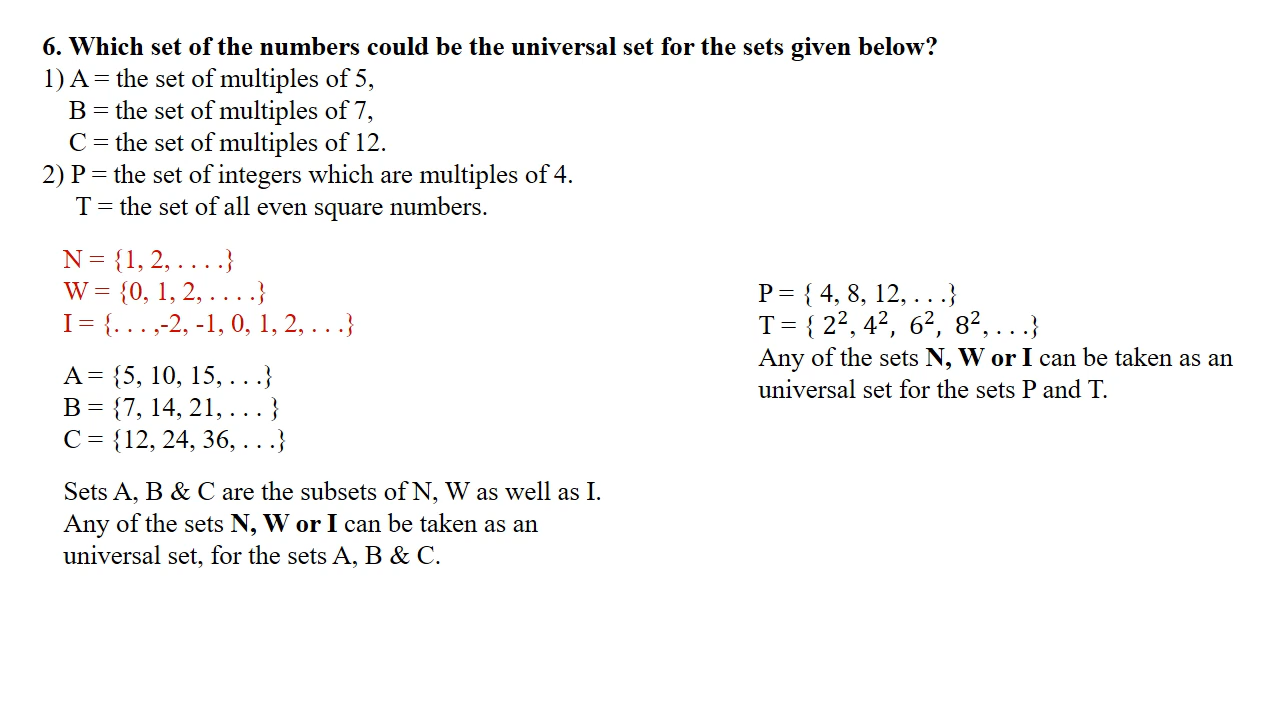 6. Which set of the numbers could be the universal set for the sets given below?
1) A = the set of multiples of 5,
B = the set of multiples of 7,
C = the set of multiples of 12.
2) P = the set of integers which are multiples of 4.
T = the set of all even square numbers.
N = {1, 2, . . . .}
W = {0, 1, 2, . . . .}
I = {. . . ,-2, -1, 0, 1, 2, . . .}
A = {5, 10, 15, . . .}
B = {7, 14, 21, . . . }
C = {12, 24, 36, . . .}
Sets A, B & C are the subsets of N, W as well as I.
Any of the sets N, W or I can be taken as an
universal set, for the sets A, B & C.
P = { 4, 8, 12, . . .}
T = { 2², 4², 6², 8², . . .}
Any of the sets N, W or I can be taken as an
universal set for the sets P and T.